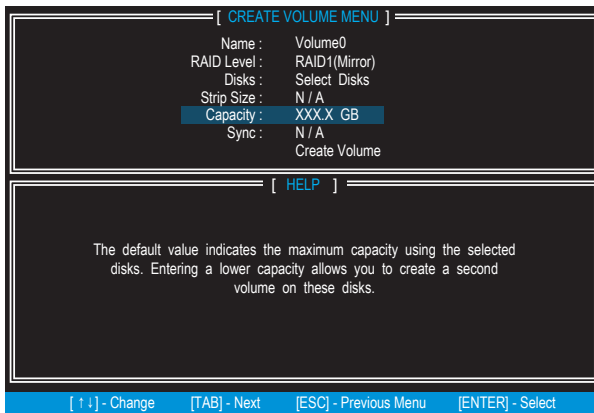 [ CREATE VOLUME MENU ]
Name : Volume0
RAID Level : RAID1(Mirror)
Disks : Select Disks
Strip Size : N / A
Capacity : XXX.X GB
Sync : N / A
Create Volume
[ HELP ]
The default value indicates the maximum capacity using the selected
disks. Entering a lower capacity allows you to create a second
volume on these disks.
[ ↑↓] - Change [TAB] - Next [ESC] - Previous Menu [ENTER] - Select